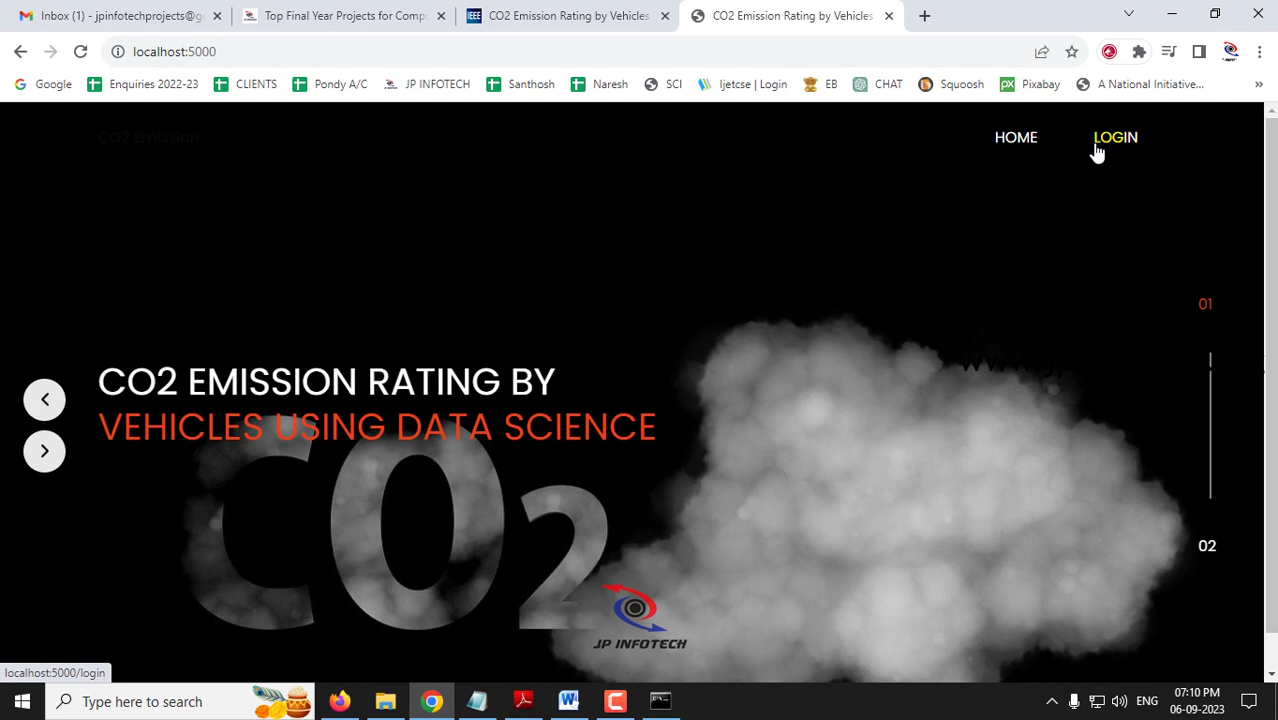 Inbox (1) - jpinfotechprojects@g
Top Final Year Projects for Compu
CO2 Emission Rating by Vehicles
CO2 Emission Rating by Vehicles
localhost:5000
Google
Enquiries 2022-23
CLIENTS
Pondy A/C
JP INFOTECH
Santhosh
Naresh
SCI
Ijetcse | Login
EB
CHAT
Squoosh
Pixabay
A National Initiative...
»
CO2 Emission
HOME
LOGIN
01
CO2 EMISSION RATING BY
VEHICLES USING DATA SCIENCE
CO2
02
JP INFOTECH
localhost:5000/login
Type here to search
ENG
07:10 PM
06-09-2023